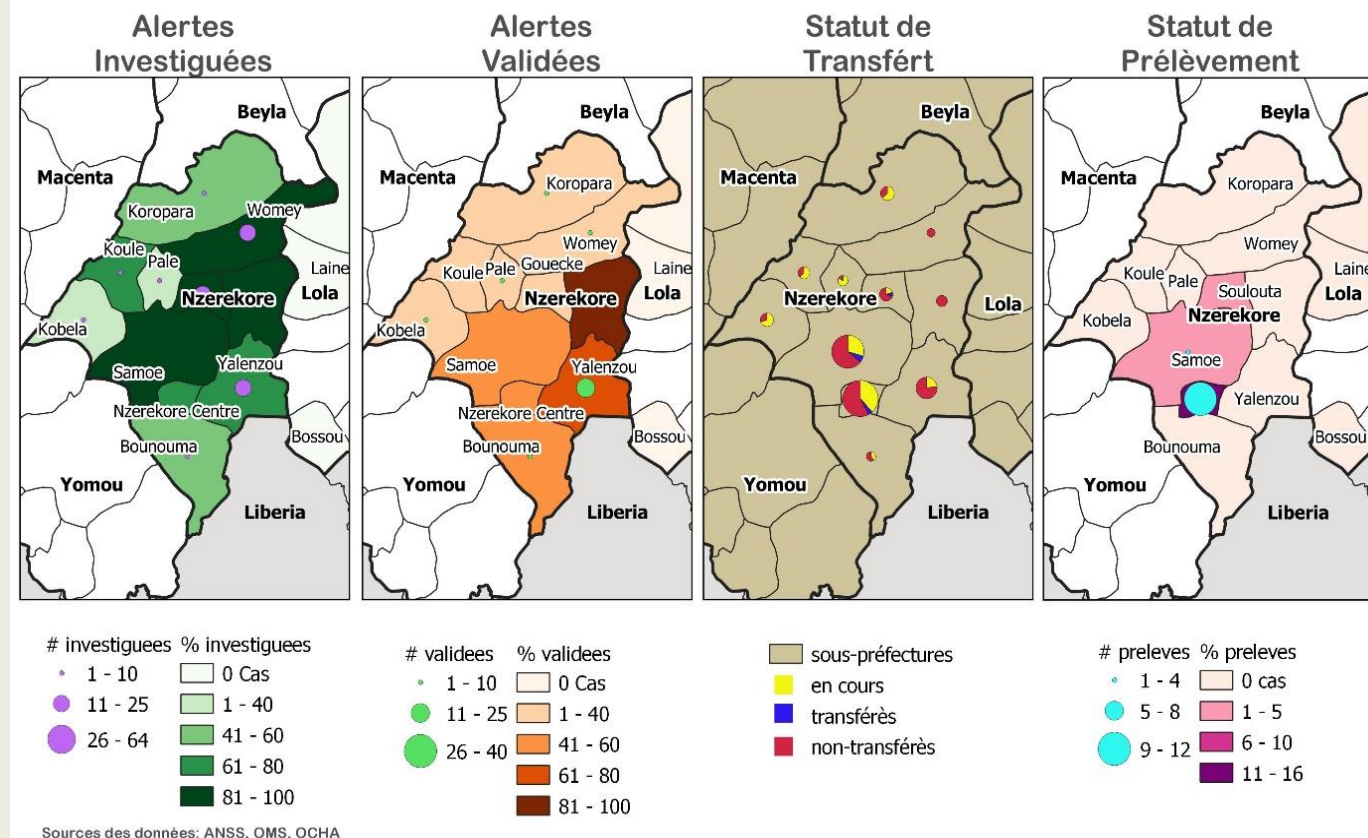 Alertes
Investiguées
Alertes
Validées
Statut de
Transfért
Statut de
Prélèvement
Beyla
Macenta
Koropara
Womey
Koule
Pale
Laine
Nzerekore
Lola
Kobela
Samoe
Yalenzou
Nzerekore Centre
Bounouma
Bossou
Yomou
Liberia
Beyla
Macenta
Koropara
Womey
Koule
Pale
Gouecke
Laine
Nzerekore
Lola
Kobela
Samoe
Yalenzou
Nzerekore Centre
Bounouma
Bossou
Yomou
Liberia
Beyla
Macenta
Nzerekore
Lola
Yomou
Liberia
Beyla
Macenta
Koropara
Womey
Koule
Pale
Laine
Soulouta
Lola
Kobela
Nzerekore
Samoe
Yalenzou
Bounouma
Bossou
Yomou
Liberia
# investiguees
1 - 10
11 - 25
26 - 64
% investiguees
0 Cas
1 - 40
41 - 60
61 - 80
81 - 100
# validees
1 - 10
11 - 25
26 - 40
% validees
0 Cas
1 - 40
41 - 60
61 - 80
81 - 100
sous-préfectures
en cours
transférès
non-transférès
# preleves
1 - 4
5 - 8
9 - 12
% preleves
0 cas
1 - 5
6 - 10
11 - 16
Sources des données: ANSS, OMS, OCHA